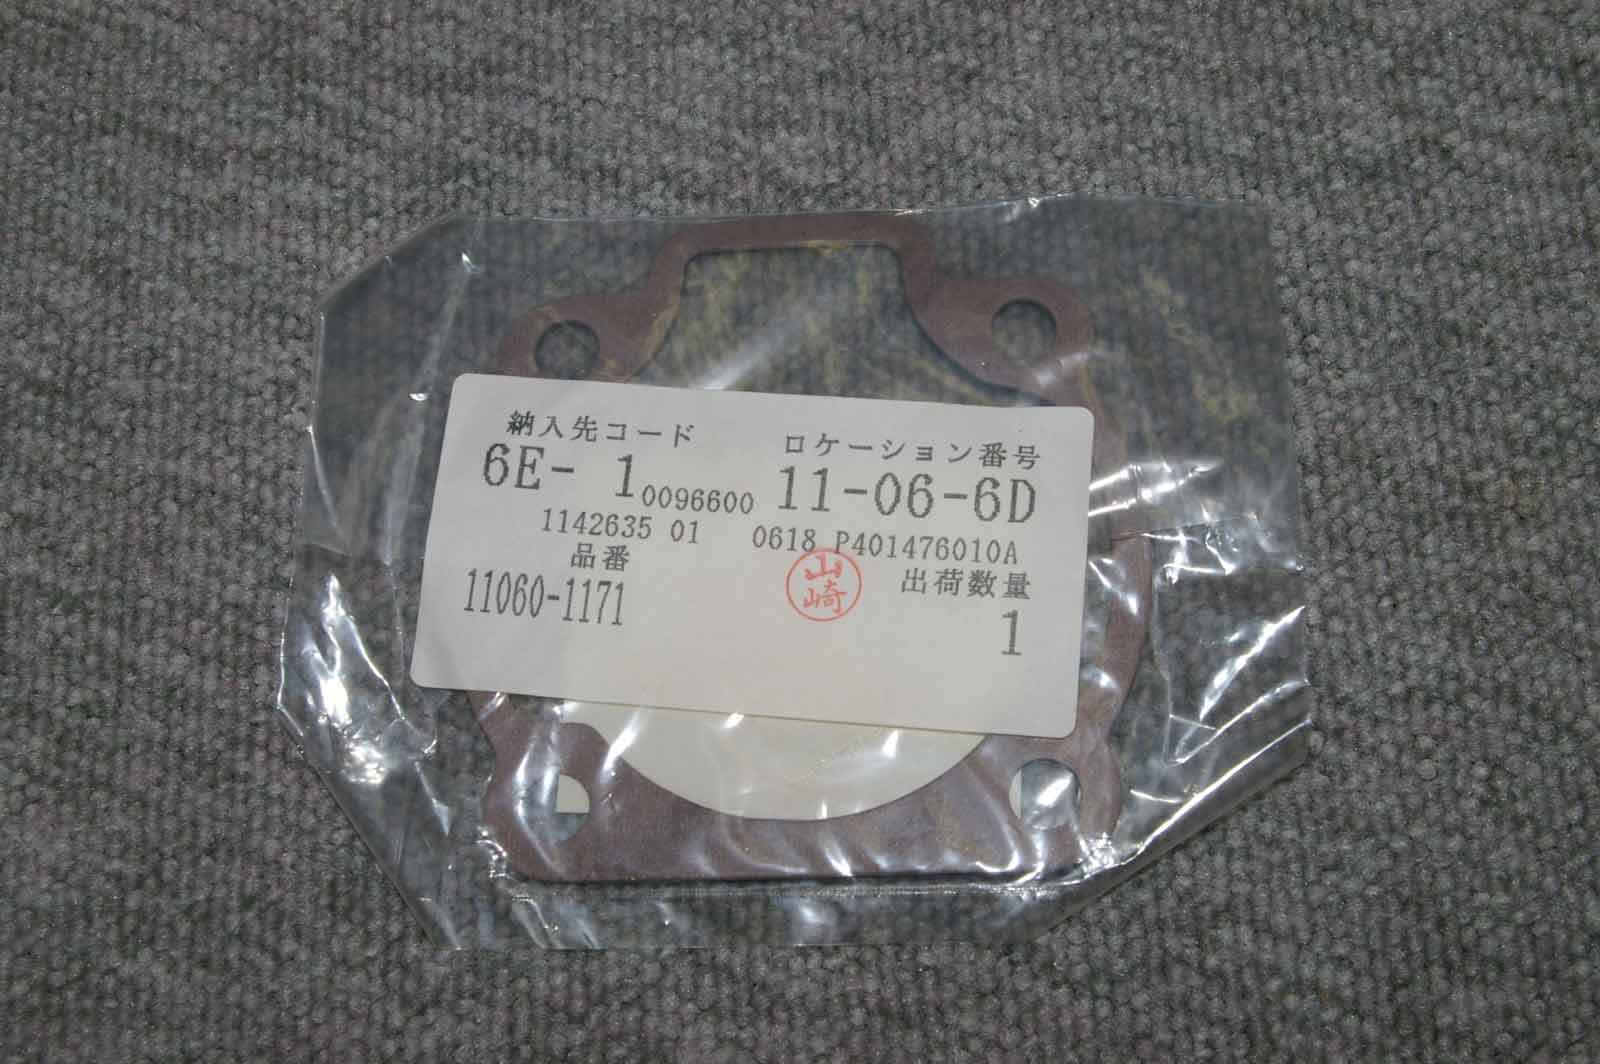 納入先コード ロケーション番号
6E- 1 0096600 11-06-6D
1142635 01 0618 P401476010A
品番 山崎 出荷数量
11060-1171 1